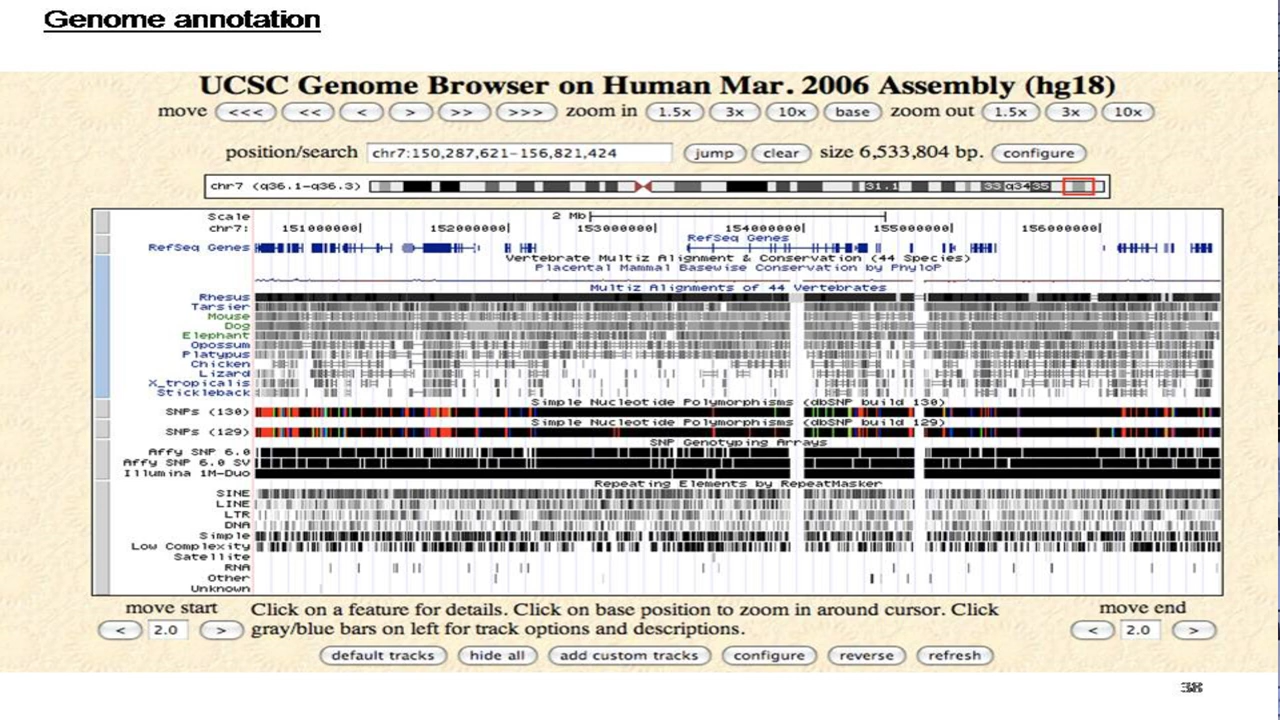 Genome annotation
UCSC Genome Browser on Human Mar. 2006 Assembly (hg18)
move <<< << < > >> >>> zoom in 1.5x 3x 10x base zoom out 1.5x 3x 10x
position/search chr7:150,287,621-156,821,424 jump clear size 6,533,804 bp. configure
chr7 (q36.1-q36.3) 31.1 33 q34 35
Scale 2 Mb
chr7: 151000000 152000000 153000000 154000000 155000000 156000000
RefSeq Genes
RefSeq Genes
Vertebrate Multiz Alignment & Conservation (44 Species)
Placental Mammal Basewise Conservation by PhyloP
Multiz Alignments of 44 Vertebrates
Rhesus
Tarsier
Mouse
Dog
Elephant
Opossum
Platypus
Chicken
Lizard
X_tropicalis
Stickleback
Simple Nucleotide Polymorphisms (dbSNP build 130)
SNPs (130)
Simple Nucleotide Polymorphisms (dbSNP build 129)
SNPs (129)
SNP Genotyping Arrays
Affy SNP 6.0
Affy SNP 6.0 SV
Illumina 1M-Duo
Repeating Elements by RepeatMasker
SINE
LINE
LTR
DNA
Simple
Low Complexity
Satellite
RNA
Other
Unknown
move start Click on a feature for details. Click on base position to zoom in around cursor. Click move end
< 2.0 > gray/blue bars on left for track options and descriptions. < 2.0 >
default tracks hide all add custom tracks configure reverse refresh
38